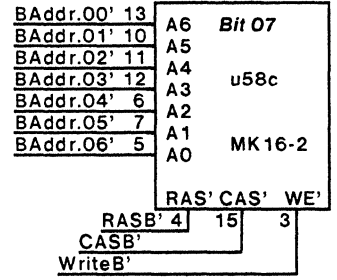 BAddr.00' 13 A6 Bit 07
BAddr.01' 10 A5
BAddr.02' 11 A4 u58c
BAddr.03' 12 A3
BAddr.04' 6 A2
BAddr.05' 7 A1 MK16-2
BAddr.06' 5 A0
RAS' CAS' WE'
RASB' 4 15 3
CASB'
WriteB'